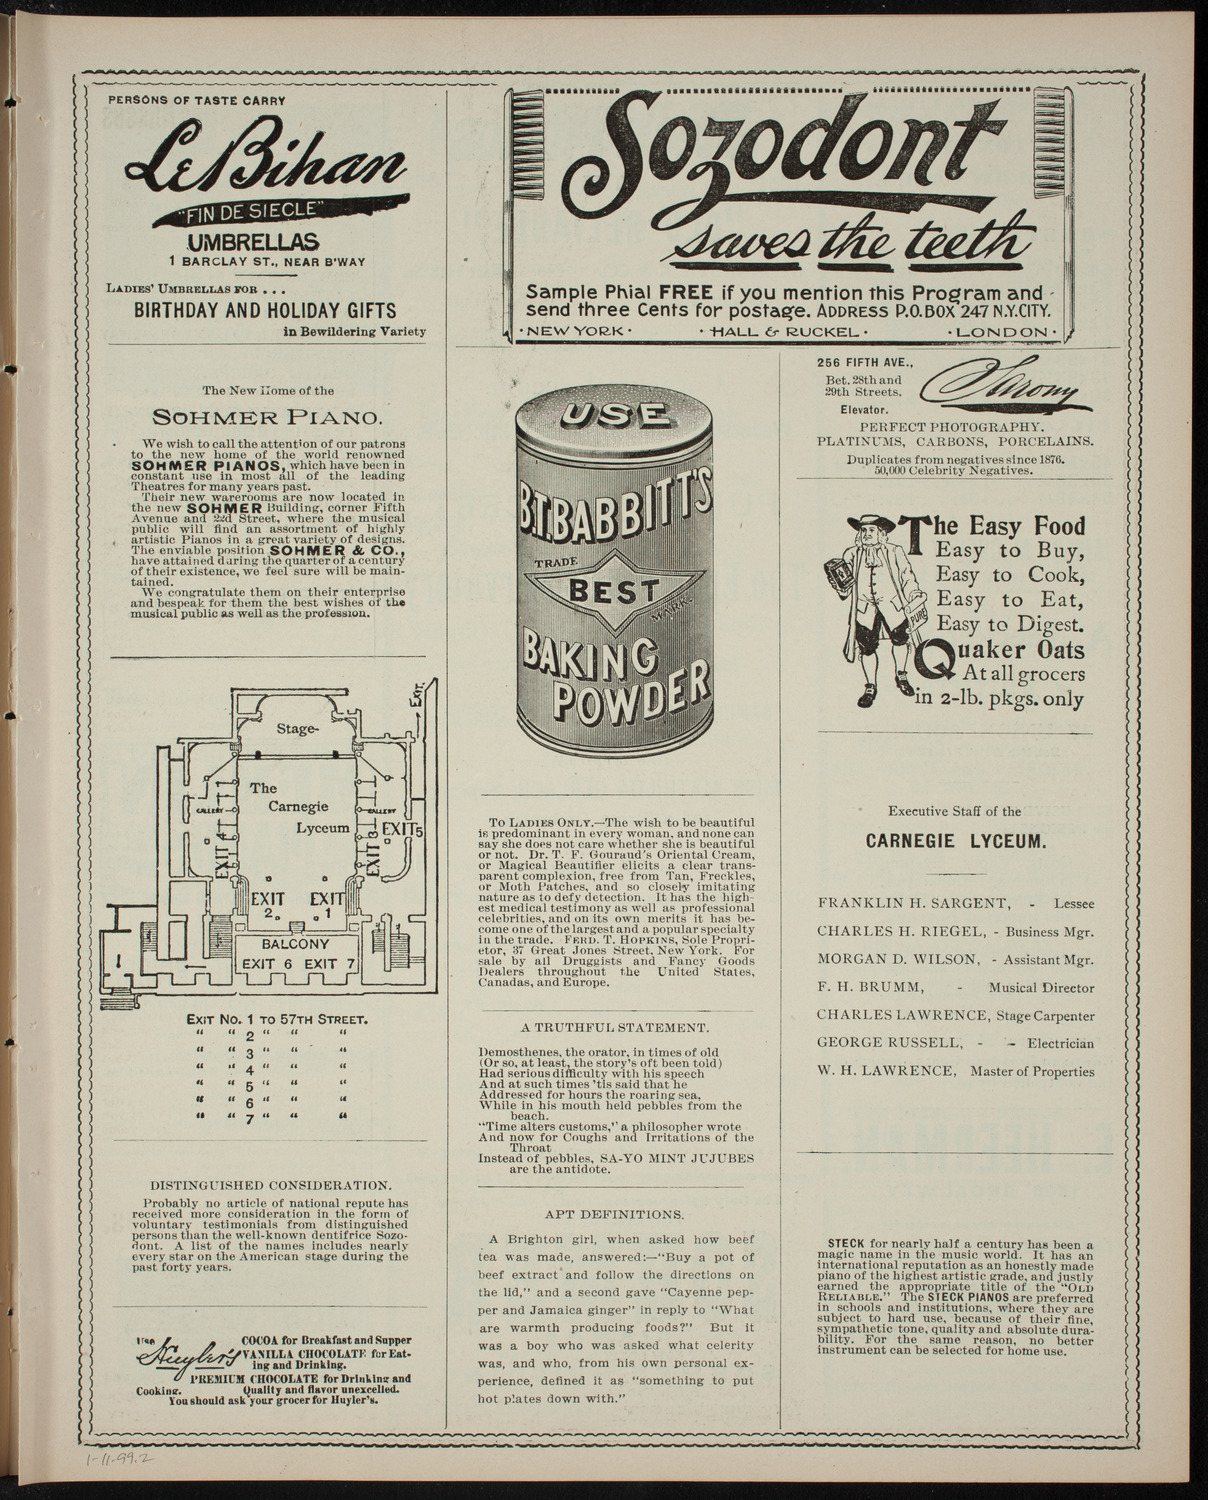 PERSONS OF TASTE CARRY
Le Bihan
"FIN DE SIECLE"
UMBRELLAS
1 BARCLAY ST., NEAR B'WAY
LADIES' UMBRELLAS FOR . . .
BIRTHDAY AND HOLIDAY GIFTS
in Bewildering Variety
The New Home of the
SOHMER PIANO.
We wish to call the attention of our patrons
to the new home of the world renowned
SOHMER PIANOS, which have been in
constant use in most all of the leading
Theatres for many years past.
Their new warerooms are now located in
the new SOHMER Building, corner Fifth
Avenue and 22d Street, where the musical
public will find an assortment of highly
artistic Pianos in a great variety of designs.
The enviable position SOHMER & CO.,
have attained during the quarter of a century
of their existence, we feel sure will be main-
tained.
We congratulate them on their enterprise
and bespeak for them the best wishes of the
musical public as well as the profession.
EXIT.
Stage
The
Carnegie
Lyceum
GALLERY
GALLERY
EXIT 4
EXIT 3
EXIT 5
EXIT 2
EXIT 1
BALCONY
EXIT 6 EXIT 7
EXIT NO. 1 TO 57TH STREET.
" " 2 " " "
" " 3 " " "
" " 4 " " "
" " 5 " " "
" " 6 " " "
" " 7 " " "
DISTINGUISHED CONSIDERATION.
Probably no article of national repute has
received more consideration in the form of
voluntary testimonials from distinguished
persons than the well-known dentifrice Sozo-
dont. A list of the names includes nearly
every star on the American stage during the
past forty years.
Use
Huyler's
COCOA for Breakfast and Supper
VANILLA CHOCOLATE for Eat-
ing and Drinking.
PREMIUM CHOCOLATE for Drinking and
Cooking. Quality and flavor unexcelled.
You should ask your grocer for Huyler's.
Sozodont
saves the teeth
Sample Phial FREE if you mention this Program and
send three Cents for postage. ADDRESS P.O. BOX 247 N.Y.CITY.
· NEW YORK · · HALL & RUCKEL · · LONDON ·
USE
B.T. BABBITT'S
TRADE
BEST
MARK.
BAKING
POWDER
TO LADIES ONLY.—The wish to be beautiful
is predominant in every woman, and none can
say she does not care whether she is beautiful
or not. Dr. T. F. Gouraud's Oriental Cream,
or Magical Beautifier elicits a clear trans-
parent complexion, free from Tan, Freckles,
or Moth Patches, and so closely imitating
nature as to defy detection. It has the high-
est medical testimony as well as professional
celebrities, and on its own merits it has be-
come one of the largest and a popular specialty
in the trade. FERD. T. HOPKINS, Sole Propri-
etor, 37 Great Jones Street, New York. For
sale by all Druggists and Fancy Goods
Dealers throughout the United States,
Canadas, and Europe.
A TRUTHFUL STATEMENT.
Demosthenes, the orator, in times of old
(Or so, at least, the story's oft been told)
Had serious difficulty with his speech
And at such times 'tis said that he
Addressed for hours the roaring sea,
While in his mouth held pebbles from the
beach.
"Time alters customs," a philosopher wrote
And now for Coughs and Irritations of the
Throat
Instead of pebbles, SA-YO MINT JUJUBES
are the antidote.
APT DEFINITIONS.
A Brighton girl, when asked how beef
tea was made, answered:—"Buy a pot of
beef extract and follow the directions on
the lid," and a second gave "Cayenne pep-
per and Jamaica ginger" in reply to "What
are warmth producing foods?" But it
was a boy who was asked what celerity
was, and who, from his own personal ex-
perience, defined it as "something to put
hot plates down with."
256 FIFTH AVE.,
Bet. 28th and
29th Streets.
Elevator.
Sarony
PERFECT PHOTOGRAPHY.
PLATINUMS, CARBONS, PORCELAINS.
Duplicates from negatives since 1876.
50,000 Celebrity Negatives.
The Easy Food
Easy to Buy,
Easy to Cook,
Easy to Eat,
Easy to Digest.
Quaker Oats
At all grocers
in 2-lb. pkgs. only
PURE
Executive Staff of the
CARNEGIE LYCEUM.
FRANKLIN H. SARGENT, - Lessee
CHARLES H. RIEGEL, - Business Mgr.
MORGAN D. WILSON, - Assistant Mgr.
F. H. BRUMM, - Musical Director
CHARLES LAWRENCE, Stage Carpenter
GEORGE RUSSELL, - - Electrician
W. H. LAWRENCE, Master of Properties
STECK for nearly half a century has been a
magic name in the music world. It has an
international reputation as an honestly made
piano of the highest artistic grade, and justly
earned the appropriate title of the "OLD
RELIABLE." The STECK PIANOS are preferred
in schools and institutions, where they are
subject to hard use, because of their fine,
sympathetic tone, quality and absolute dura-
bility. For the same reason, no better
instrument can be selected for home use.
1-11-99.2